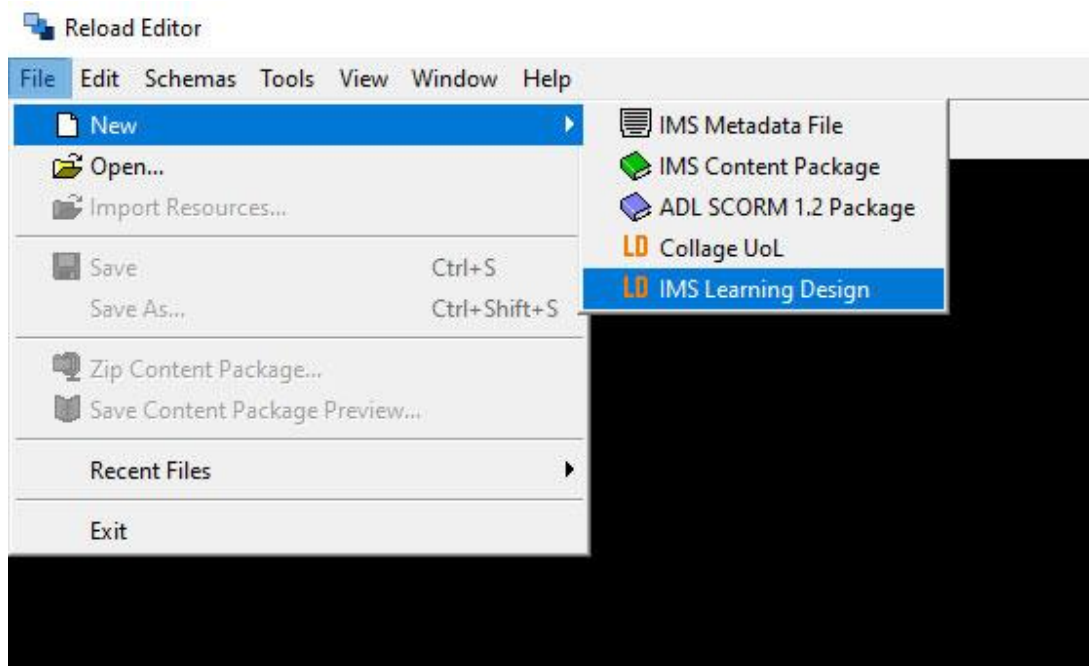 Reload Editor
File Edit Schemas Tools View Window Help
New
Open...
Import Resources...
Save Ctrl+S
Save As... Ctrl+Shift+S
Zip Content Package...
Save Content Package Preview...
Recent Files
Exit
IMS Metadata File
IMS Content Package
ADL SCORM 1.2 Package
LD Collage UoL
LD IMS Learning Design